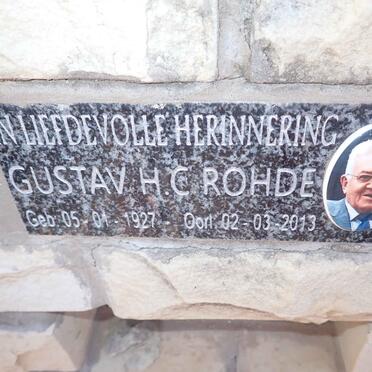 N LIEFDEVOLLE HERINNERING
GUSTAV H C ROHDE
Geb 05-01-1927 - Oorl 02-03-2013